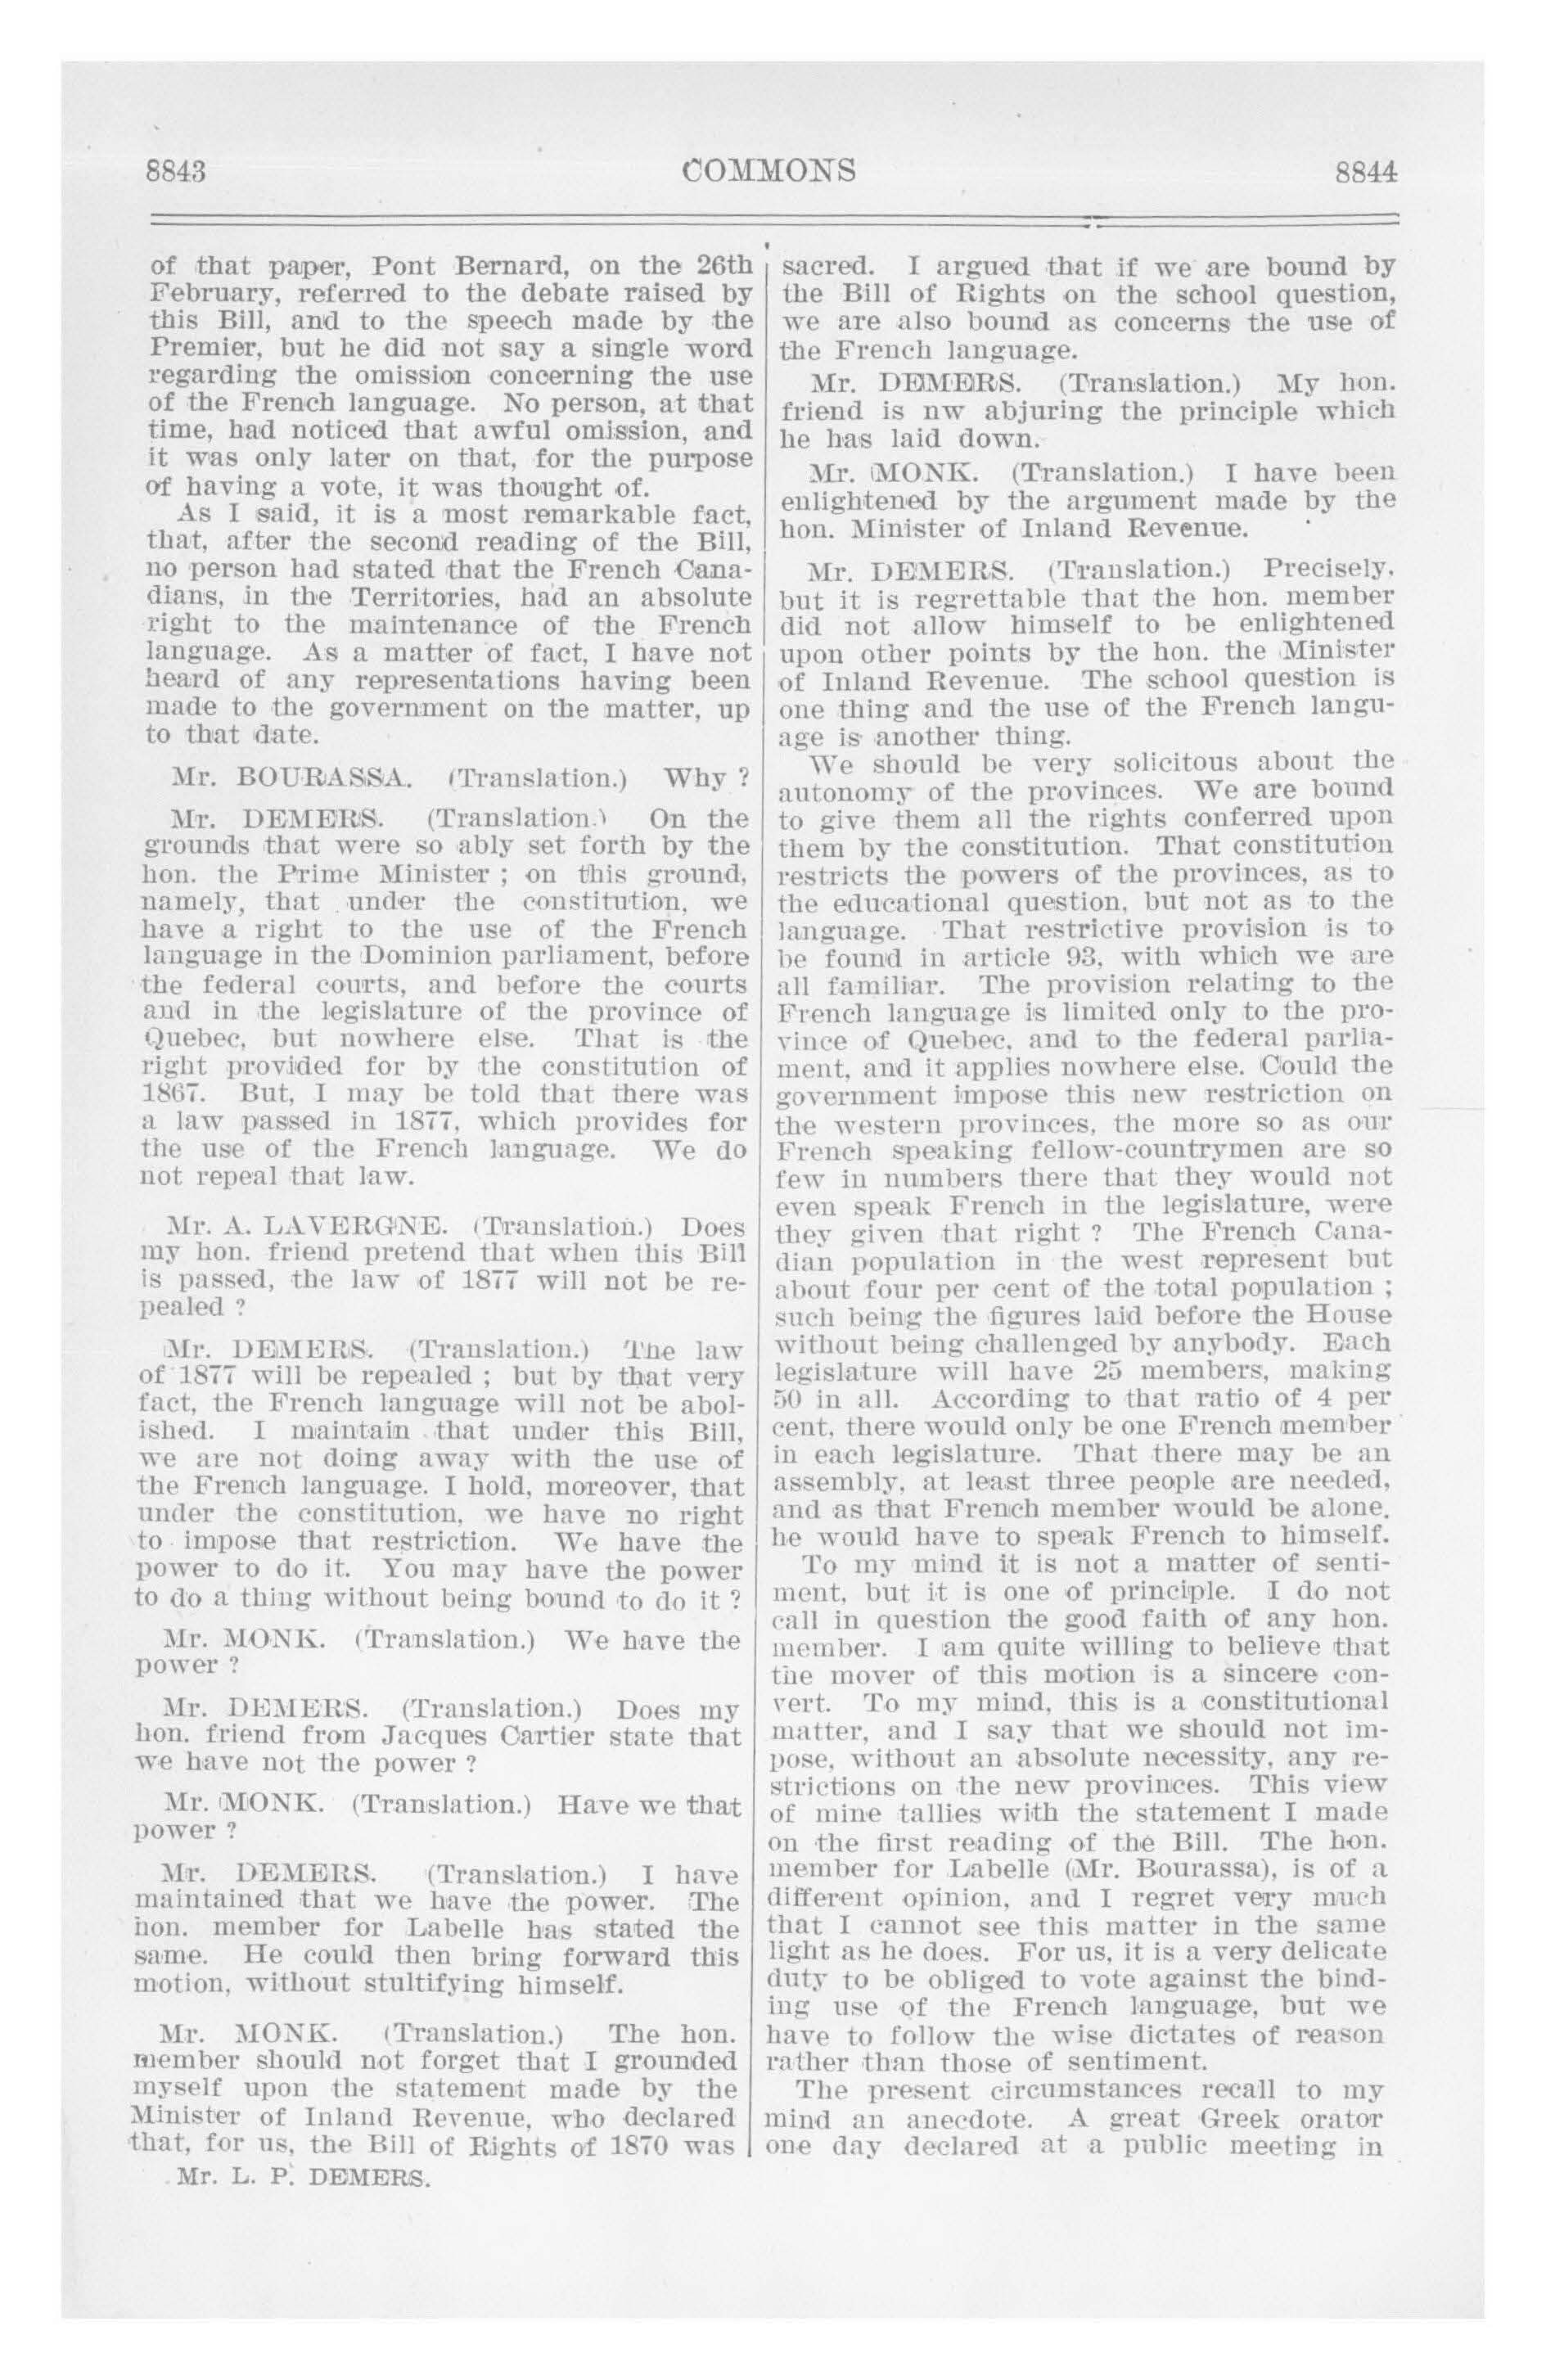 8843 COMMONS 8844
of that paper, Pont Bernard, on the 26th
February, referred to the debate raised by
this Bill, and to the speech made by the
Premier, but he did not say a single word
regarding the omission concerning the use
of the French language. No person, at that
time, had noticed that awful omission, and
it was only later on that, for the purpose
of having a vote, it was thought of.
As I said, it is a most remarkable fact,
that, after the second reading of the Bill,
no person had stated that the French Cana-
dians, in the Territories, had an absolute
right to the maintenance of the French
language. As a matter of fact, I have not
heard of any representations having been
made to the government on the matter, up
to that date.
Mr. BOURASSA. (Translation.) Why ?
Mr. DEMERS. (Translation.) On the
grounds that were so ably set forth by the
hon. the Prime Minister ; on this ground,
namely, that under the constitution, we
have a right to the use of the French
language in the Dominion parliament, before
the federal courts, and before the courts
and in the legislature of the province of
Quebec, but nowhere else. That is the
right provided for by the constitution of
1867. But, I may be told that there was
a law passed in 1877, which provides for
the use of the French language. We do
not repeal that law.
Mr. A. LAVERGNE. (Translation.) Does
my hon. friend pretend that when this Bill
is passed, the law of 1877 will not be re-
pealed ?
Mr. DEMERS. (Translation.) The law
of 1877 will be repealed ; but by that very
fact, the French language will not be abol-
ished. I maintain that under this Bill,
we are not doing away with the use of
the French language. I hold, moreover, that
under the constitution, we have no right
to impose that restriction. We have the
power to do it. You may have the power
to do a thing without being bound to do it ?
Mr. MONK. (Translation.) We have the
power ?
Mr. DEMERS. (Translation.) Does my
hon. friend from Jacques Cartier state that
we have not the power ?
Mr. MONK. (Translation.) Have we that
power ?
Mr. DEMERS. (Translation.) I have
maintained that we have the power. The
hon. member for Labelle has stated the
same. He could then bring forward this
motion, without stultifying himself.
Mr. MONK. (Translation.) The hon.
member should not forget that I grounded
myself upon the statement made by the
Minister of Inland Revenue, who declared
that, for us, the Bill of Rights of 1870 was
Mr. L. P. DEMERS.
sacred. I argued that if we are bound by
the Bill of Rights on the school question,
we are also bound as concerns the use of
the French language.
Mr. DEMERS. (Translation.) My hon.
friend is nw abjuring the principle which
he has laid down.
Mr. MONK. (Translation.) I have been
enlightened by the argument made by the
hon. Minister of Inland Revenue.
Mr. DEMERS. (Translation.) Precisely,
but it is regrettable that the hon. member
did not allow himself to be enlightened
upon other points by the hon. the Minister
of Inland Revenue. The school question is
one thing and the use of the French langu-
age is another thing.
We should be very solicitous about the
autonomy of the provinces. We are bound
to give them all the rights conferred upon
them by the constitution. That constitution
restricts the powers of the provinces, as to
the educational question, but not as to the
language. That restrictive provision is to
be found in article 93, with which we are
all familiar. The provision relating to the
French language is limited only to the pro-
vince of Quebec, and to the federal parlia-
ment, and it applies nowhere else. Could the
government impose this new restriction on
the western provinces, the more so as our
French speaking fellow-countrymen are so
few in numbers there that they would not
even speak French in the legislature, were
they given that right ? The French Cana-
dian population in the west represent but
about four per cent of the total population ;
such being the figures laid before the House
without being challenged by anybody. Each
legislature will have 25 members, making
50 in all. According to that ratio of 4 per
cent, there would only be one French member
in each legislature. That there may be an
assembly, at least three people are needed,
and as that French member would be alone,
he would have to speak French to himself.
To my mind it is not a matter of senti-
ment, but it is one of principle. I do not
call in question the good faith of any hon.
member. I am quite willing to believe that
the mover of this motion is a sincere con-
vert. To my mind, this is a constitutional
matter, and I say that we should not im-
pose, without an absolute necessity, any re-
strictions on the new provinces. This view
of mine tallies with the statement I made
on the first reading of the Bill. The hon.
member for Labelle (Mr. Bourassa), is of a
different opinion, and I regret very much
that I cannot see this matter in the same
light as he does. For us, it is a very delicate
duty to be obliged to vote against the bind-
ing use of the French language, but we
have to follow the wise dictates of reason
rather than those of sentiment.
The present circumstances recall to my
mind an anecdote. A great Greek orator
one day declared at a public meeting in